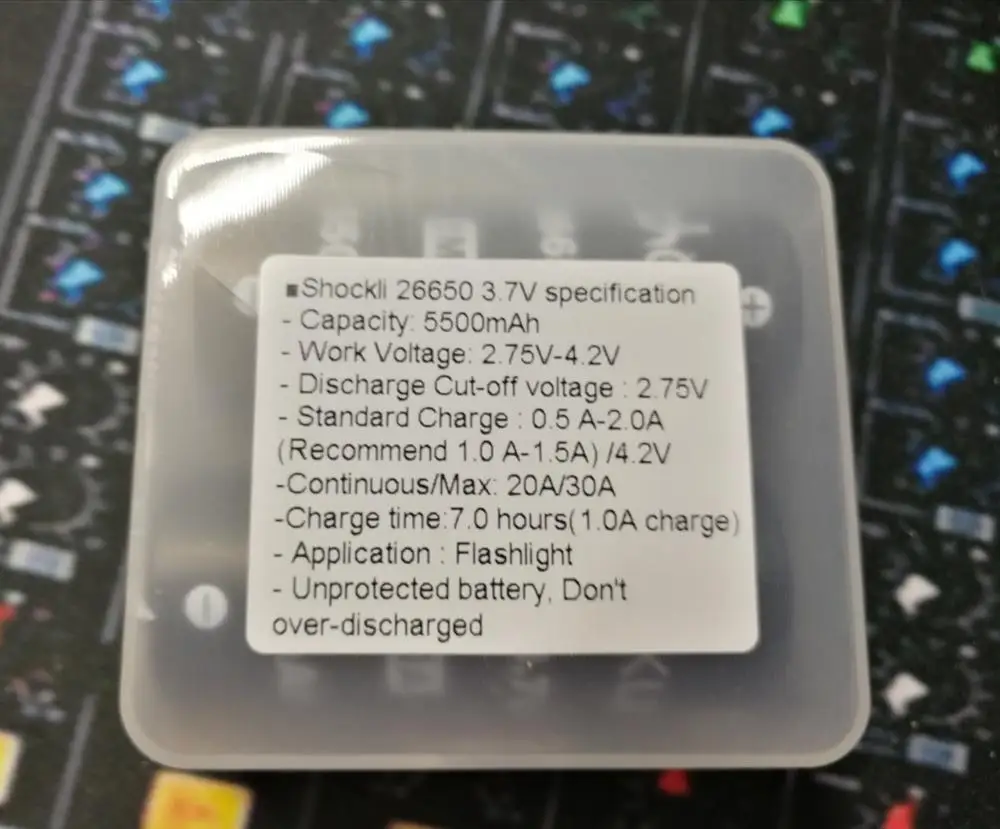 ■Shockli 26650 3.7V specification
- Capacity: 5500mAh
- Work Voltage: 2.75V-4.2V
- Discharge Cut-off voltage : 2.75V
- Standard Charge : 0.5 A-2.0A
(Recommend 1.0 A-1.5A) /4.2V
-Continuous/Max: 20A/30A
-Charge time:7.0 hours(1.0A charge)
- Application : Flashlight
- Unprotected battery, Don't
over-discharged